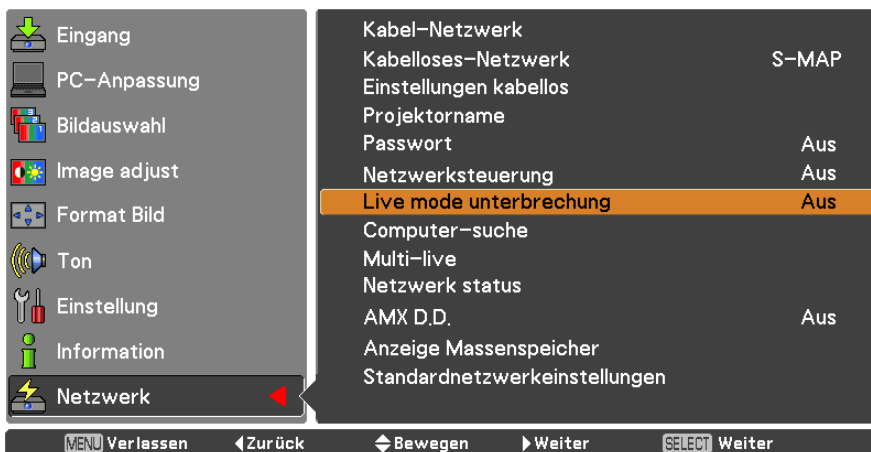 Eingang
PC-Anpassung
Bildauswahl
Image adjust
Format Bild
Ton
Einstellung
Information
Netzwerk
Kabel-Netzwerk
Kabelloses-Netzwerk S-MAP
Einstellungen kabellos
Projektorname
Passwort Aus
Netzwerksteuerung Aus
Live mode unterbrechung Aus
Computer-suche
Multi-live
Netzwerk status
AMX D.D. Aus
Anzeige Massenspeicher
Standardnetzwerkeinstellungen
MENU Verlassen Zurück Bewegen Weiter SELECT Weiter